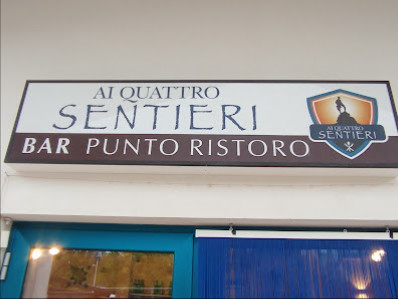 AI QUATTRO
SENTIERI
BAR PUNTO RISTORO
AI QUATTRO
SENTIERI